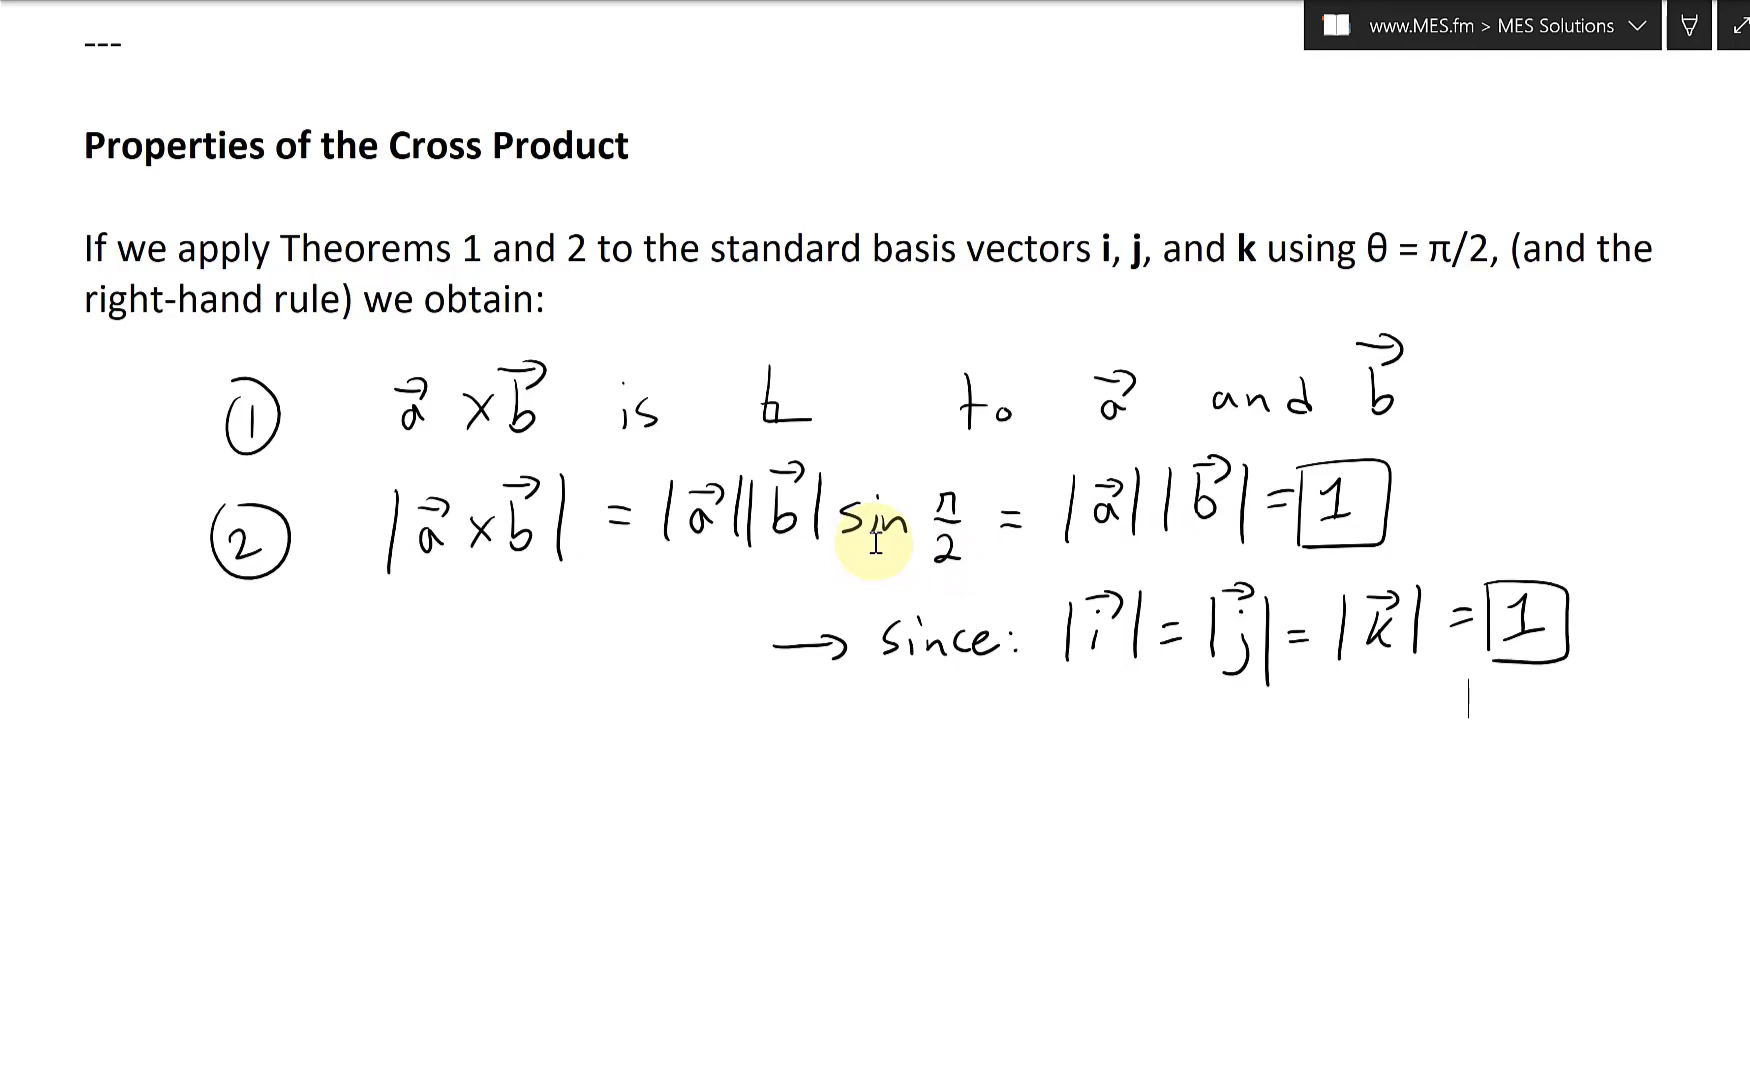 www.MES.fm > MES Solutions
---
Properties of the Cross Product
If we apply Theorems 1 and 2 to the standard basis vectors i, j, and k using θ = π/2, (and the
right-hand rule) we obtain:
① a⃗ × b⃗ is ⊥ to a⃗ and b⃗
② |a⃗ × b⃗| = |a⃗||b⃗| sin π/2 = |a⃗||b⃗| = 1
→ since: |i⃗| = |j⃗| = |k⃗| = 1